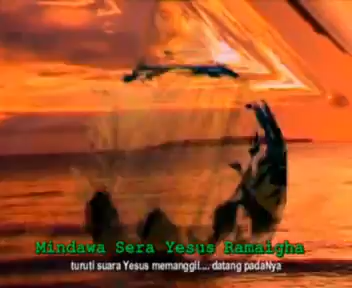 Mindawa Sera Yesus Ramaigha
turuti suara Yesus memanggil.... datang padaNya